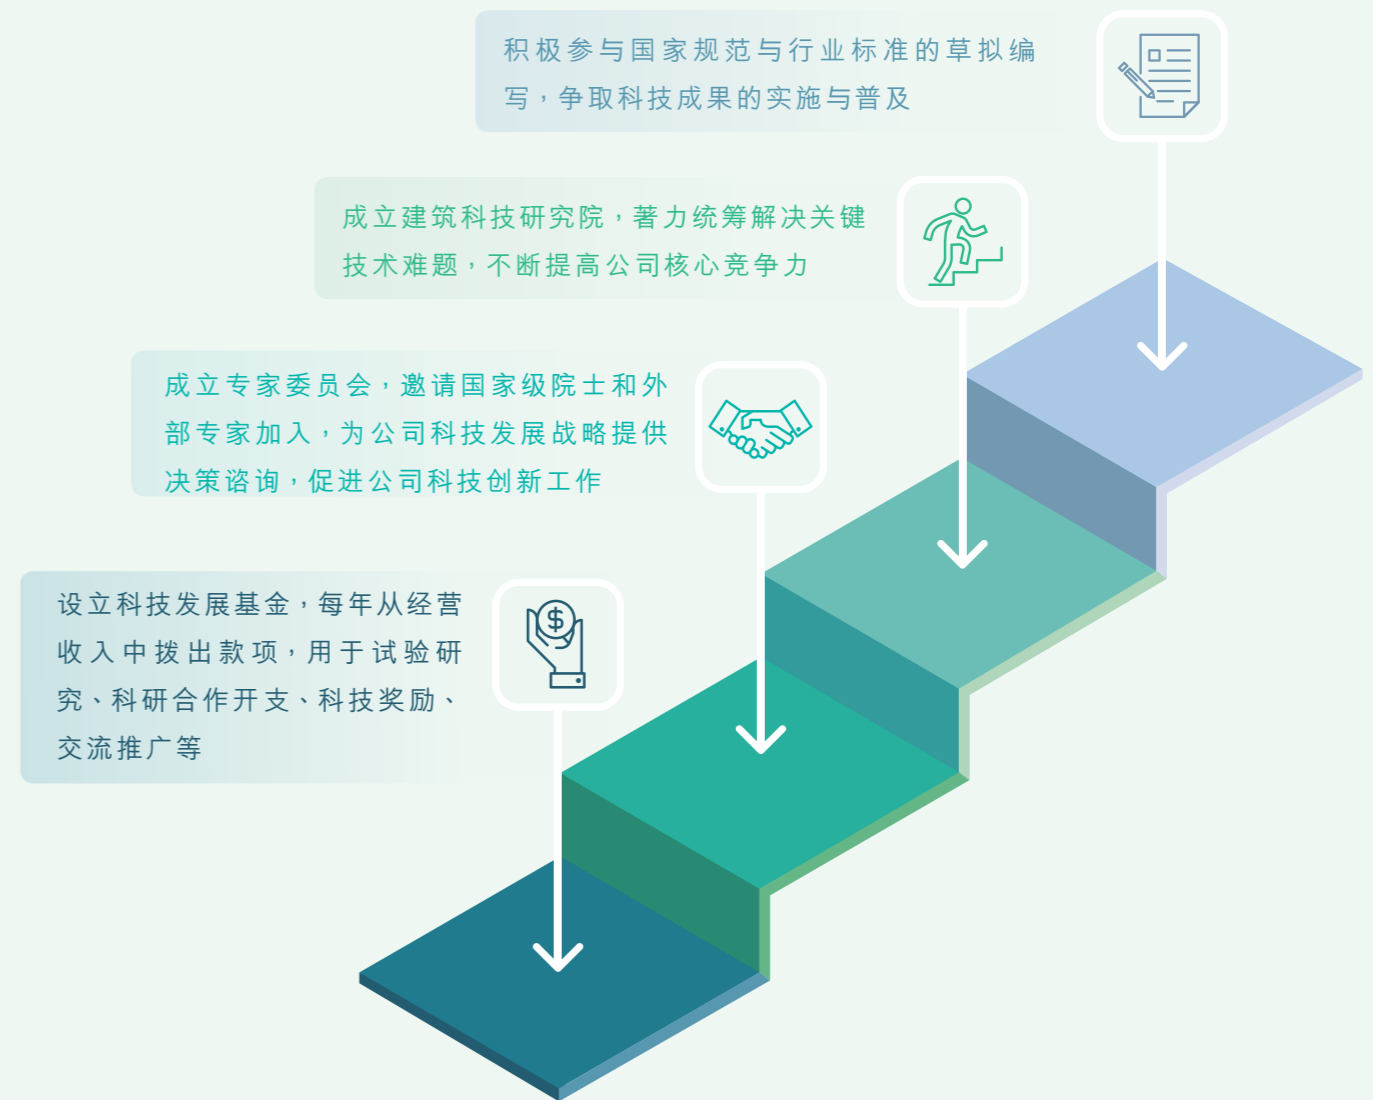 积极参与国家规范与行业标准的草拟编
写，争取科技成果的实施与普及
成立建筑科技研究院，著力统筹解决关键
技术难题，不断提高公司核心竞争力
成立专家委员会，邀请国家级院士和外
部专家加入，为公司科技发展战略提供
决策谘询，促进公司科技创新工作
设立科技发展基金，每年从经营
收入中拨出款项，用于试验研
究、科研合作开支、科技奖励、
交流推广等
$